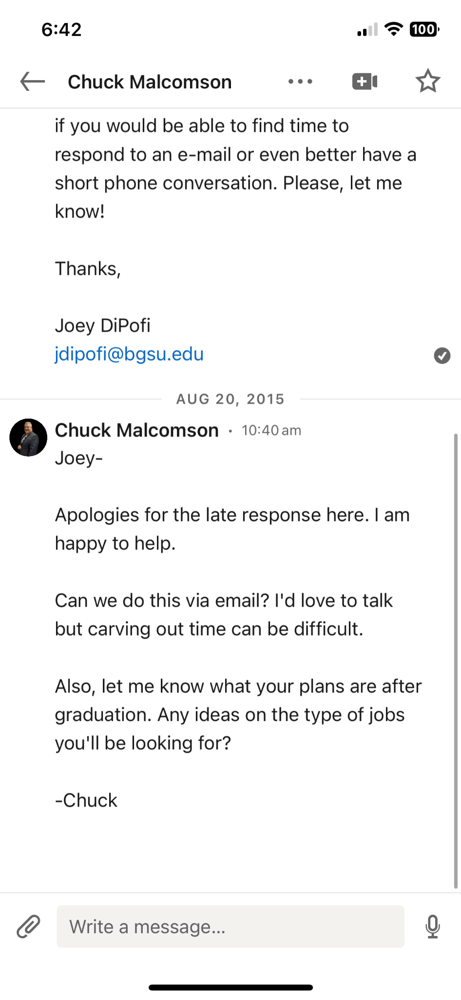 6:42
100
Chuck Malcomson
if you would be able to find time to
respond to an e-mail or even better have a
short phone conversation. Please, let me
know!
Thanks,
Joey DiPofi
jdipofi@bgsu.edu
AUG 20, 2015
Chuck Malcomson • 10:40 am
Joey-
Apologies for the late response here. I am
happy to help.
Can we do this via email? I'd love to talk
but carving out time can be difficult.
Also, let me know what your plans are after
graduation. Any ideas on the type of jobs
you'll be looking for?
-Chuck
Write a message...